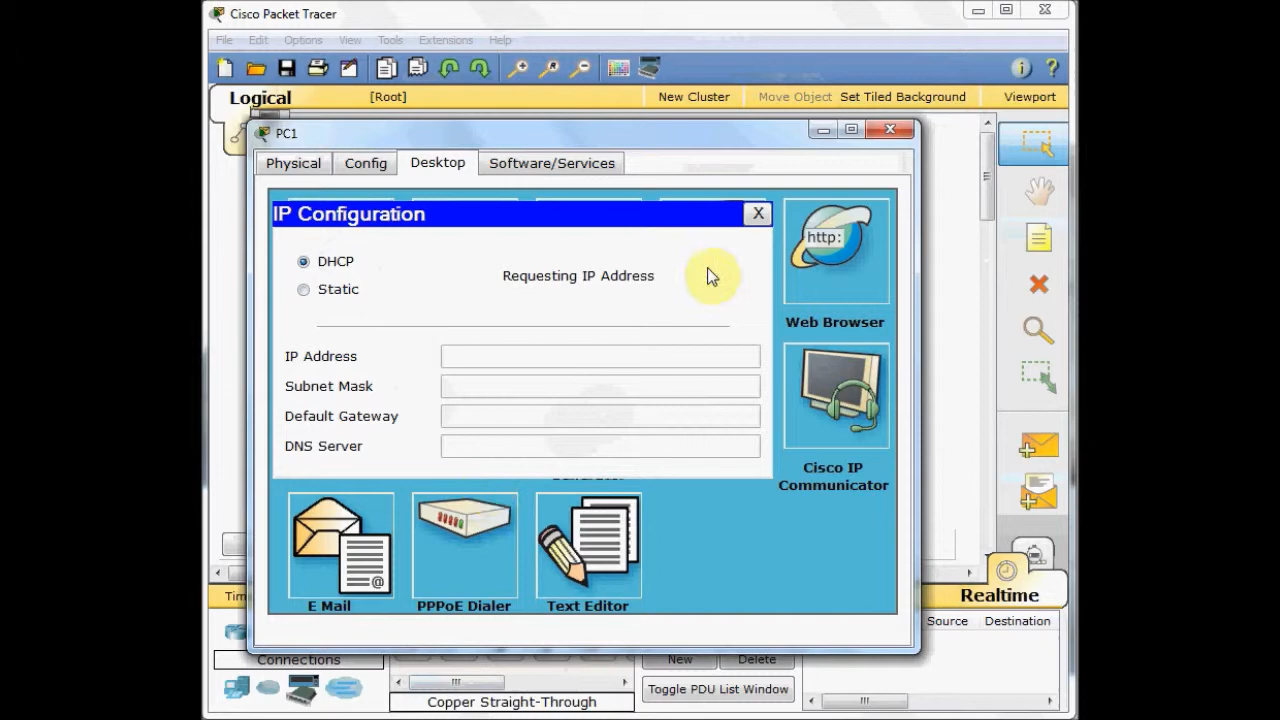 Cisco Packet Tracer
File Edit Options View Tools Extensions Help
Logical [Root] New Cluster Move Object Set Tiled Background Viewport
PC1
Physical Config Desktop Software/Services
IP Configuration X
http:
DHCP
Requesting IP Address
Static
Web Browser
IP Address
Subnet Mask
Default Gateway
DNS Server
Cisco IP
Communicator
@
E Mail PPPoE Dialer Text Editor
Realtime
Source Destination
Connections New Delete
Toggle PDU List Window
Copper Straight-Through